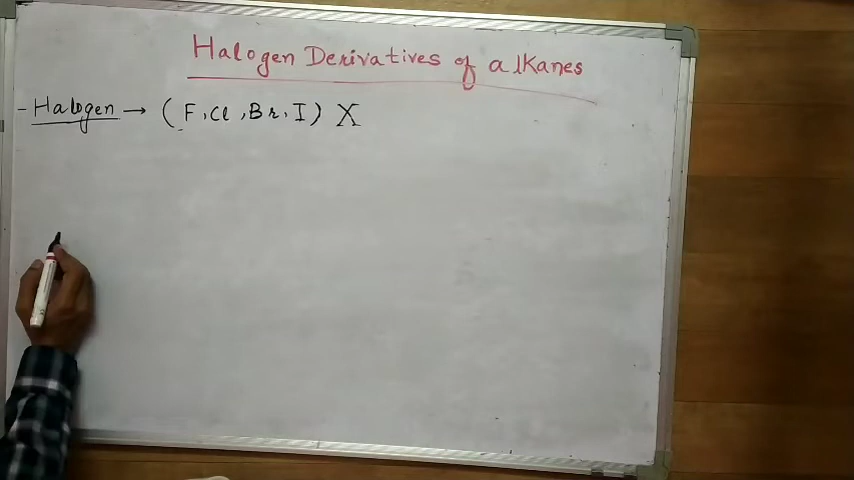 Halogen Derivatives of alkanes
- Halogen → (F, Cl, Br, I) X